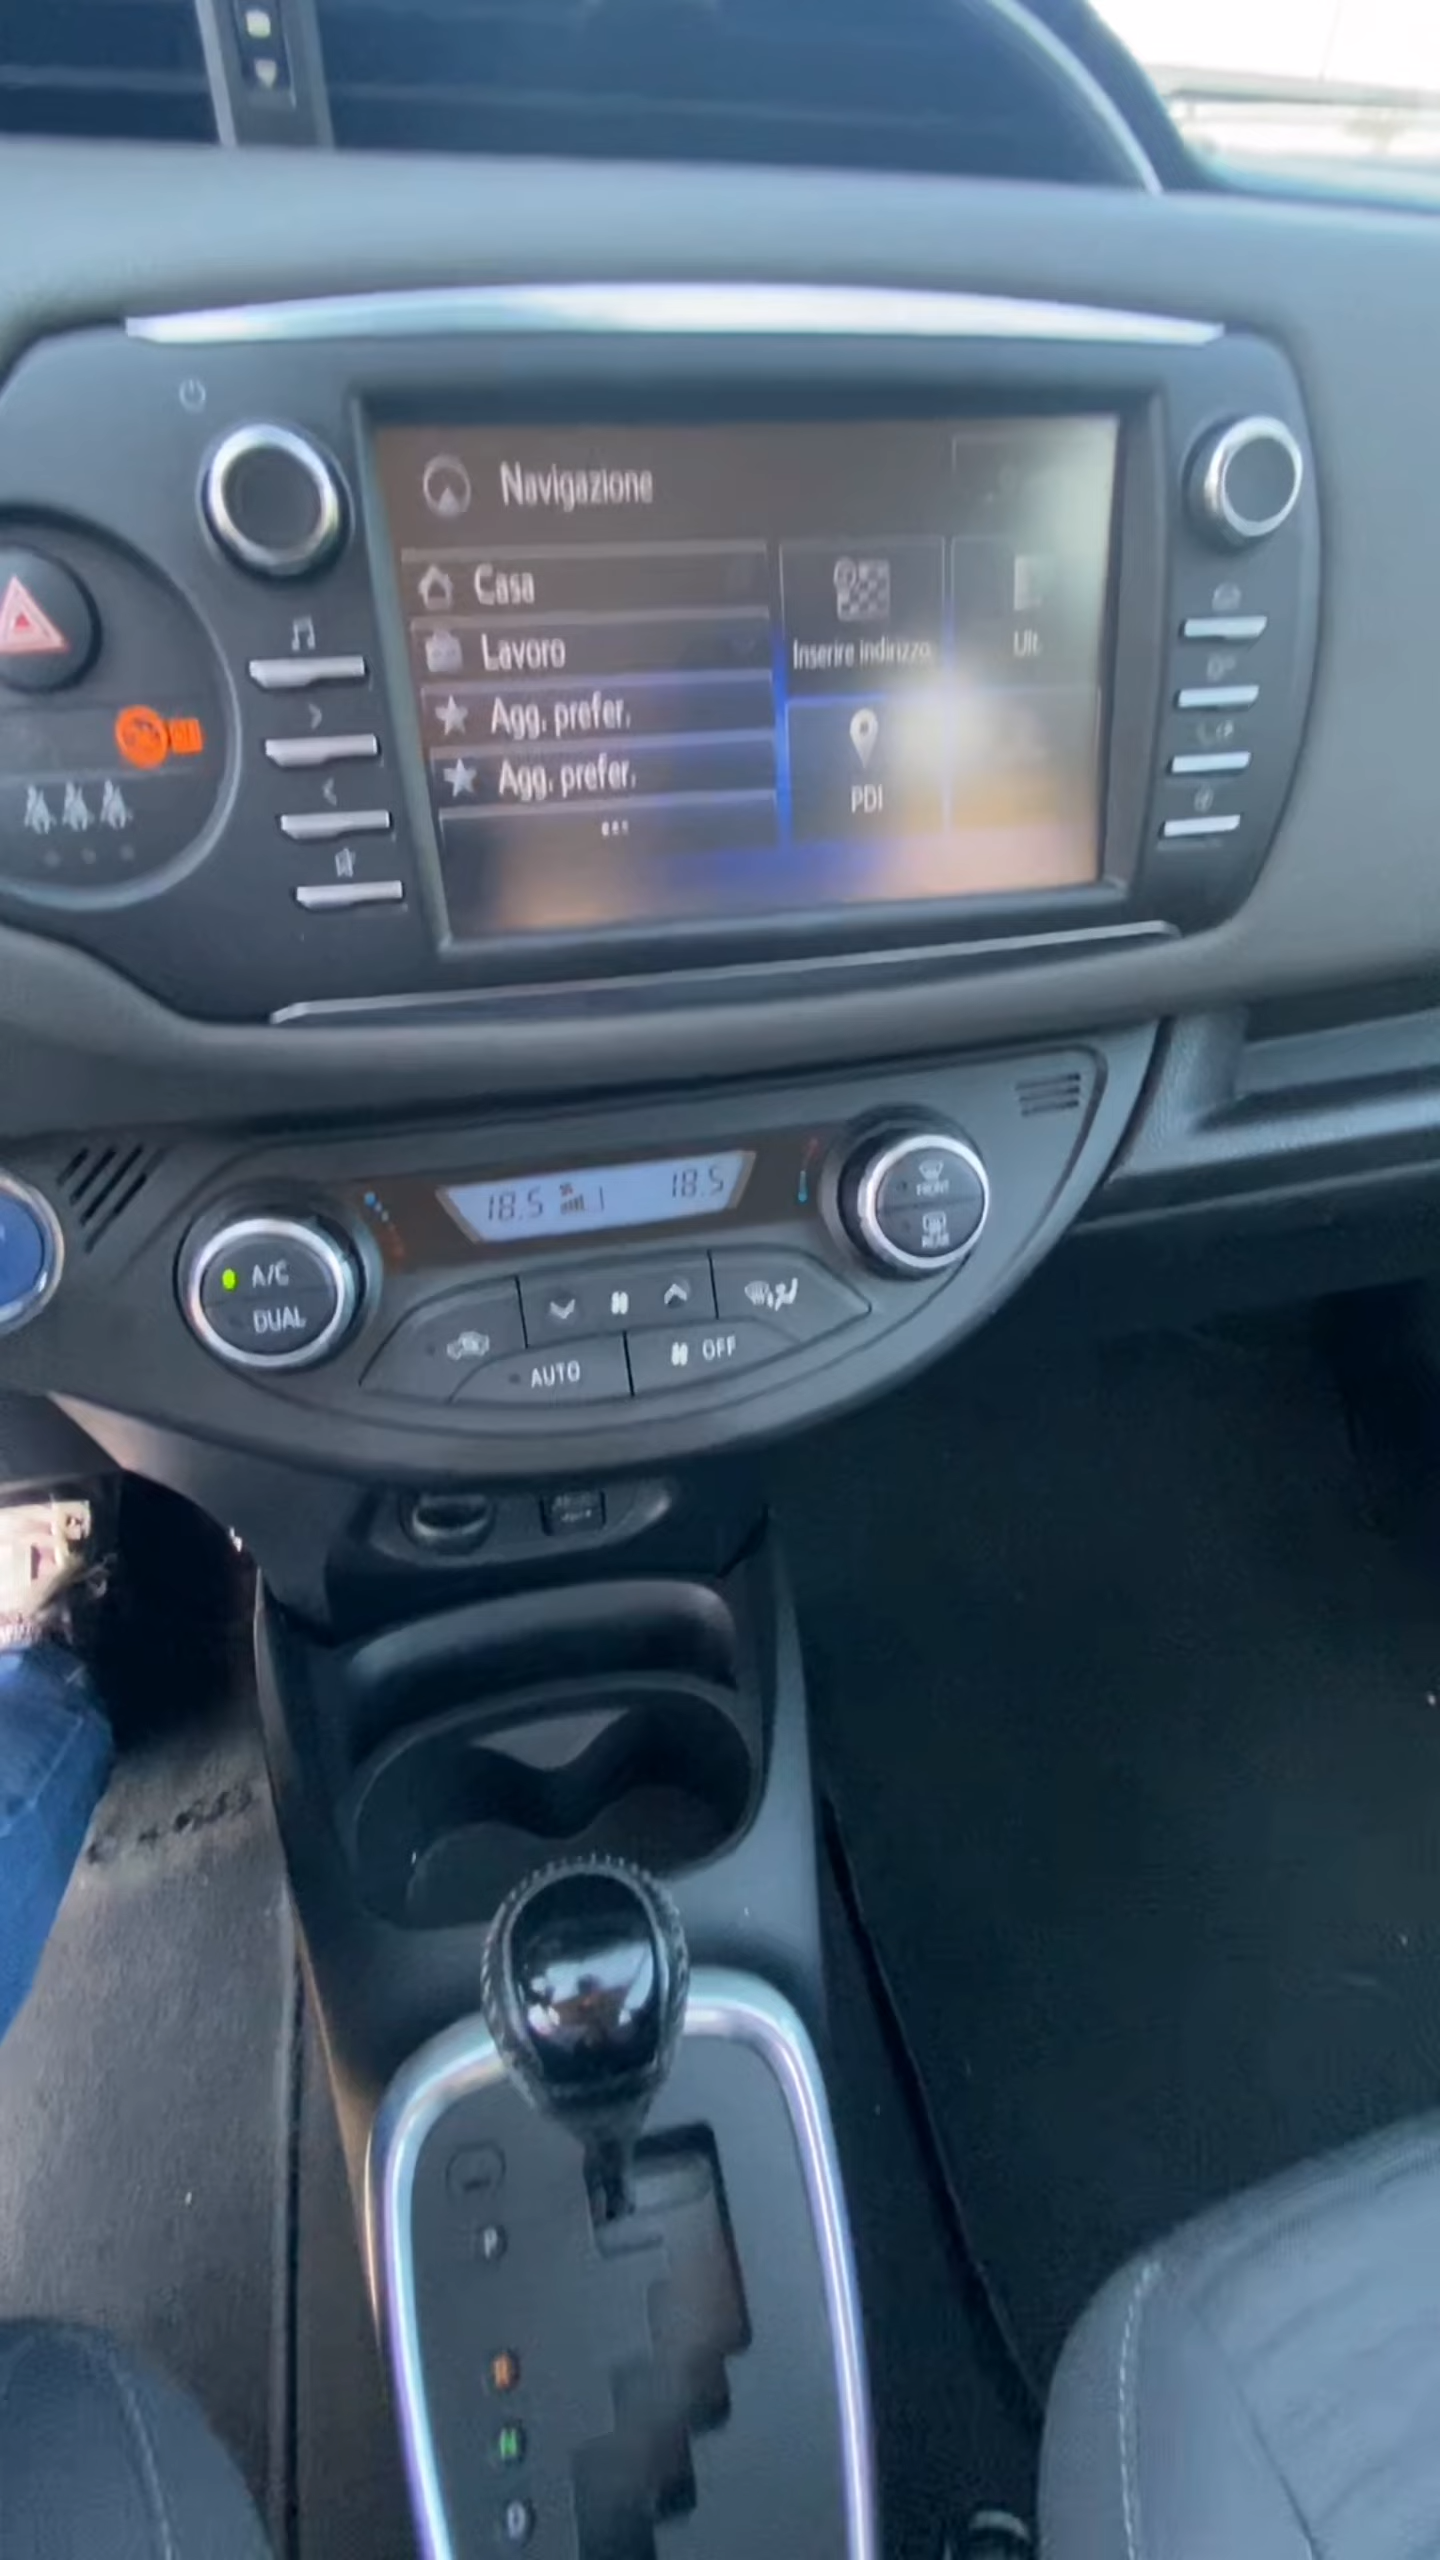 Navigazione
Casa
Lavoro
Agg. prefer.
Agg. prefer.
Inserire indirizzo
Ult.
PDI
18.5
18.5
FRONT
REAR
A/C
DUAL
AUTO
OFF
P
R
N
D